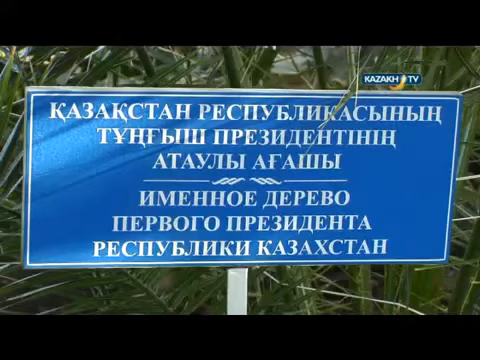 KAZAKH TV
ҚАЗАҚСТАН РЕСПУБЛИКАСЫНЫҢ
ТҰҢҒЫШ ПРЕЗИДЕНТІНІҢ
АТАУЛЫ АҒАШЫ
ИМЕННОЕ ДЕРЕВО
ПЕРВОГО ПРЕЗИДЕНТА
РЕСПУБЛИКИ КАЗАХСТАН